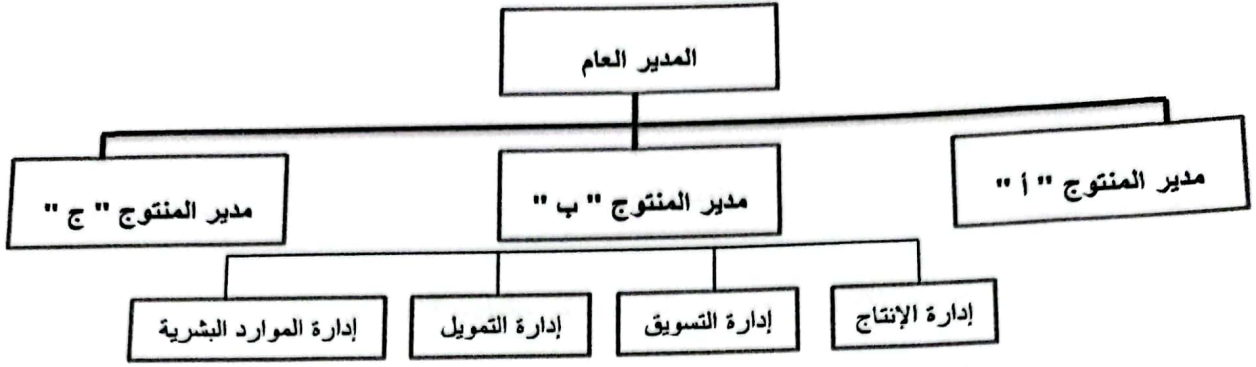 المدير العام
مدير المنتوج " أ "
مدير المنتوج " ب "
مدير المنتوج " ج "
إدارة الإنتاج
إدارة التسويق
إدارة التمويل
إدارة الموارد البشرية